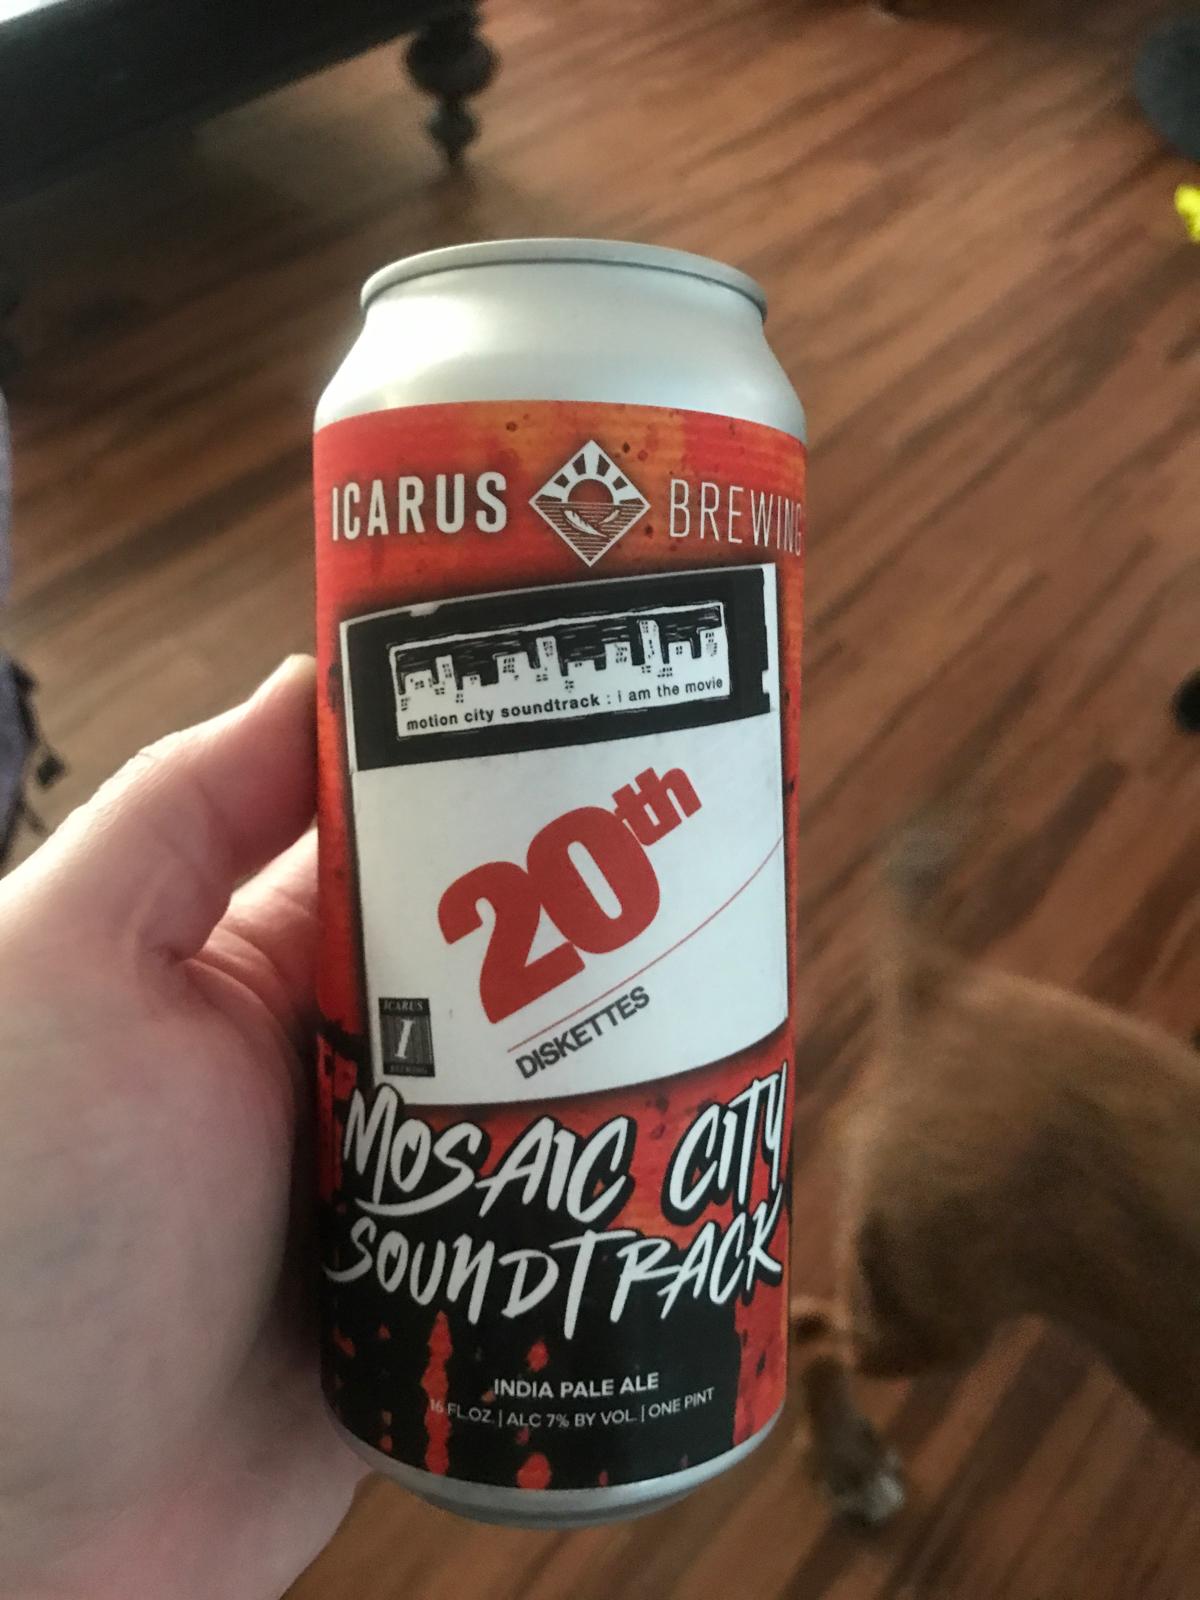 ICARUS BREWING
motion city soundtrack : i am the movie
20th
DISKETTES
ICARUS
I
BREWING
MOSAIC CITY
SOUNDTRACK
INDIA PALE ALE
16 FL.OZ. | ALC 7% BY VOL. | ONE PINT